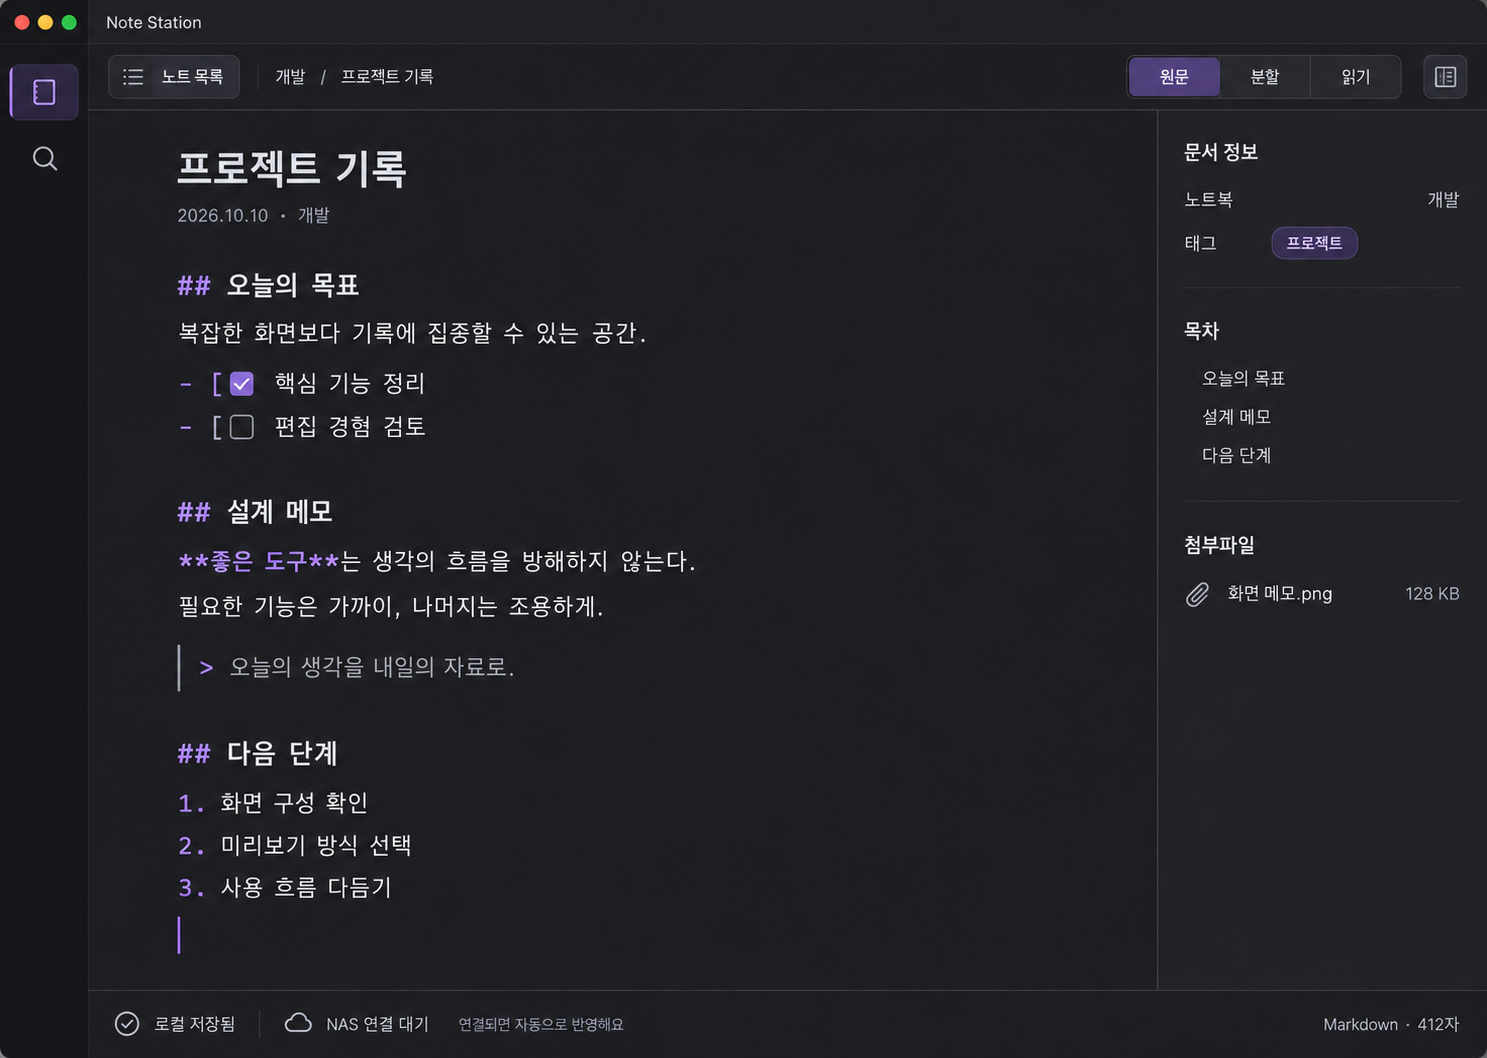 Note Station
노트 목록
개발 / 프로젝트 기록
원문
분할
읽기
프로젝트 기록
2026.10.10 • 개발
## 오늘의 목표
복잡한 화면보다 기록에 집중할 수 있는 공간.
- [ 핵심 기능 정리
- [ 편집 경험 검토
## 설계 메모
**좋은 도구**는 생각의 흐름을 방해하지 않는다.
필요한 기능은 가까이, 나머지는 조용하게.
> 오늘의 생각을 내일의 자료로.
## 다음 단계
1. 화면 구성 확인
2. 미리보기 방식 선택
3. 사용 흐름 다듬기
문서 정보
노트북 개발
태그 프로젝트
목차
오늘의 목표
설계 메모
다음 단계
첨부파일
화면 메모.png 128 KB
로컬 저장됨
NAS 연결 대기
연결되면 자동으로 반영해요
Markdown · 412자